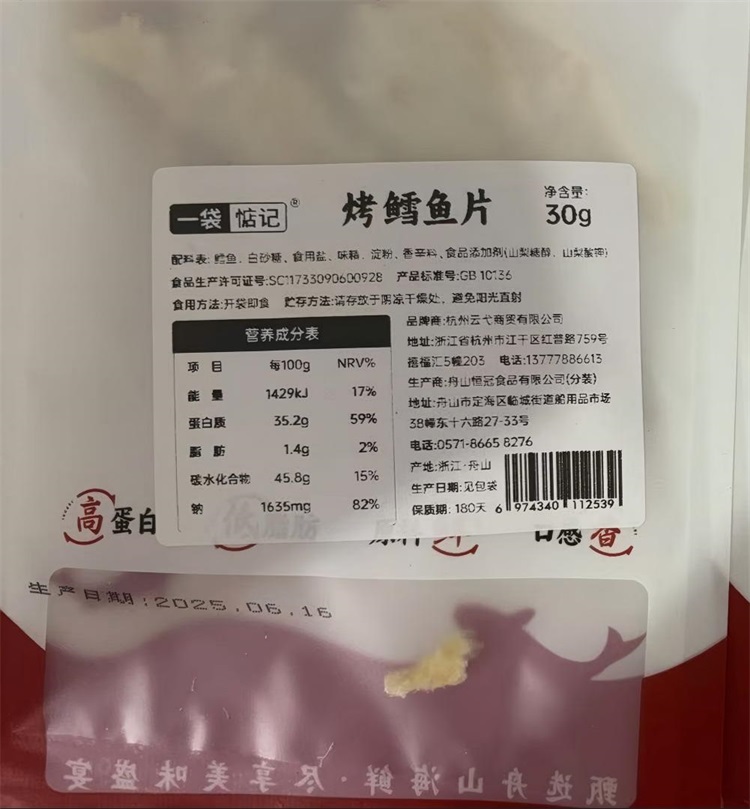 一袋 惦记®
烤鳕鱼片
净含量:
30g
配料表: 鳕鱼、白砂糖、食用盐、味精、淀粉、香辛料、食品添加剂(山梨糖醇、山梨酸钾)
食品生产许可证号:SC11733090600928 产品标准号:GB 10136
食用方法:开袋即食 贮存方法:请存放于阴凉干燥处、避免阳光直射
营养成分表
项 目 每100g NRV%
能 量 1429kJ 17%
蛋白质 35.2g 59%
脂 肪 1.4g 2%
碳水化合物 45.8g 15%
钠 1635mg 82%
品牌商:杭州云弋商贸有限公司
地址:浙江省杭州市江干区红普路759号
禧福汇5幢203 电话:13777886613
生产商:舟山恒冠食品有限公司(分装)
地址:舟山市定海区临城街道船用品市场
38幢东十六路27-33号
电话:0571-8665 8276
产地:浙江·舟山
生产日期:见包袋
保质期: 180天
6 974340 112539
高蛋白 低脂肪 口感香
生产日期:2025.06.16
甄选舟山海鲜·尽享美味盛宴